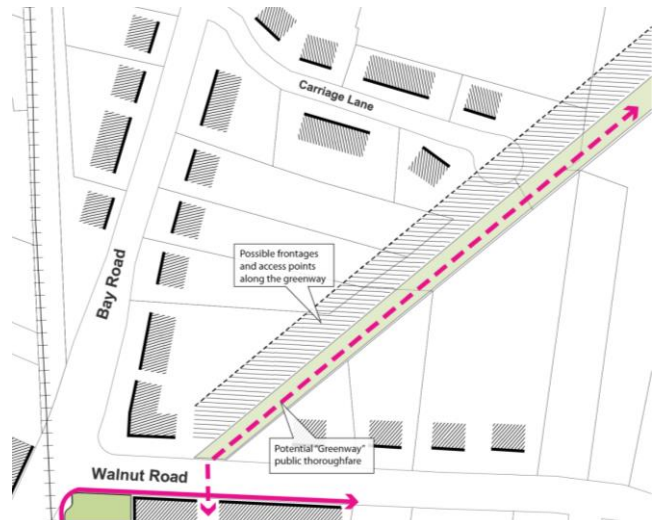 Carriage Lane
Possible frontages
and access points
along the greenway
Bay Road
Potential "Greenway"
public thoroughfare
Walnut Road